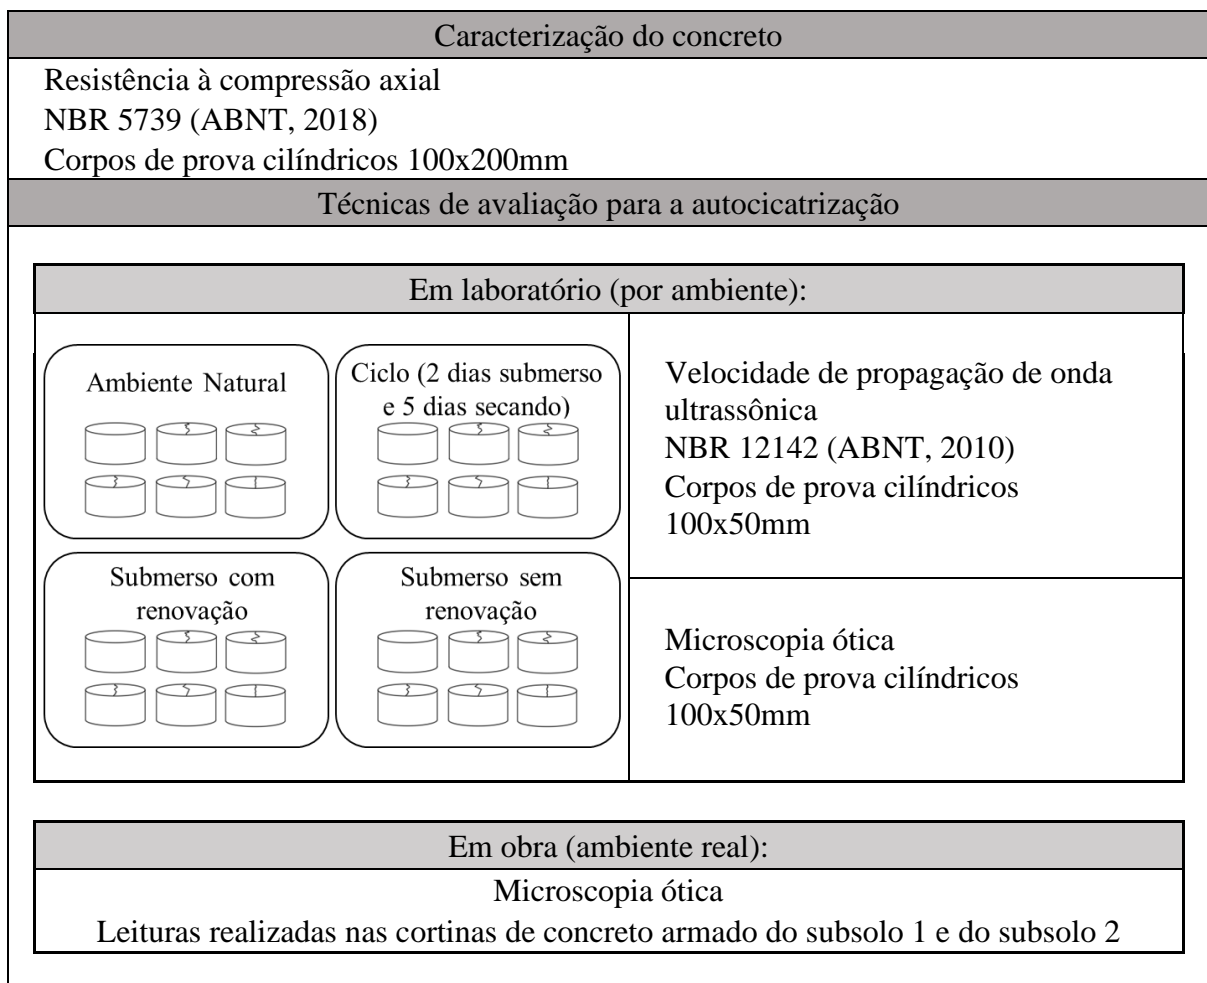 Caracterização do concreto
Resistência à compressão axial
NBR 5739 (ABNT, 2018)
Corpos de prova cilíndricos 100x200mm
Técnicas de avaliação para a autocicatrização
Em laboratório (por ambiente):
Ambiente Natural
Ciclo (2 dias submerso
e 5 dias secando)
Submerso com
renovação
Submerso sem
renovação
Velocidade de propagação de onda
ultrassônica
NBR 12142 (ABNT, 2010)
Corpos de prova cilíndricos
100x50mm
Microscopia ótica
Corpos de prova cilíndricos
100x50mm
Em obra (ambiente real):
Microscopia ótica
Leituras realizadas nas cortinas de concreto armado do subsolo 1 e do subsolo 2